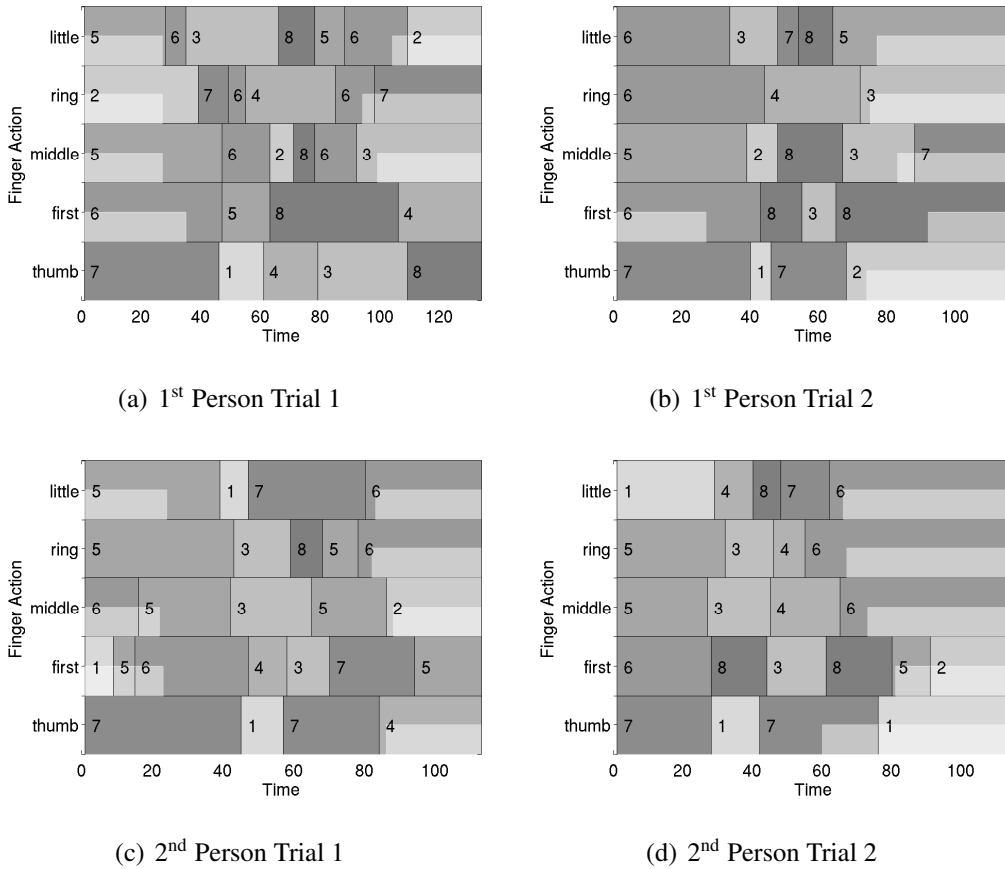 little 5 6 3 8 5 6 2
ring 2 7 6 4 6 7
middle 5 6 2 8 6 3
first 6 5 8 4
thumb 7 1 4 3 8
0 20 40 60 80 100 120
Time
Finger Action
(a) 1st Person Trial 1
little 6 3 7 8 5
ring 6 4 3
middle 5 2 8 3 7
first 6 8 3 8
thumb 7 1 7 2
0 20 40 60 80 100
Time
Finger Action
(b) 1st Person Trial 2
little 5 1 7 6
ring 5 3 8 5 6
middle 6 5 3 5 2
first 1 5 6 4 3 7 5
thumb 7 1 7 4
0 20 40 60 80 100
Time
Finger Action
(c) 2nd Person Trial 1
little 1 4 8 7 6
ring 5 3 4 6
middle 5 3 4 6
first 6 8 3 8 5 2
thumb 7 1 7 1
0 20 40 60 80 100
Time
Finger Action
(d) 2nd Person Trial 2